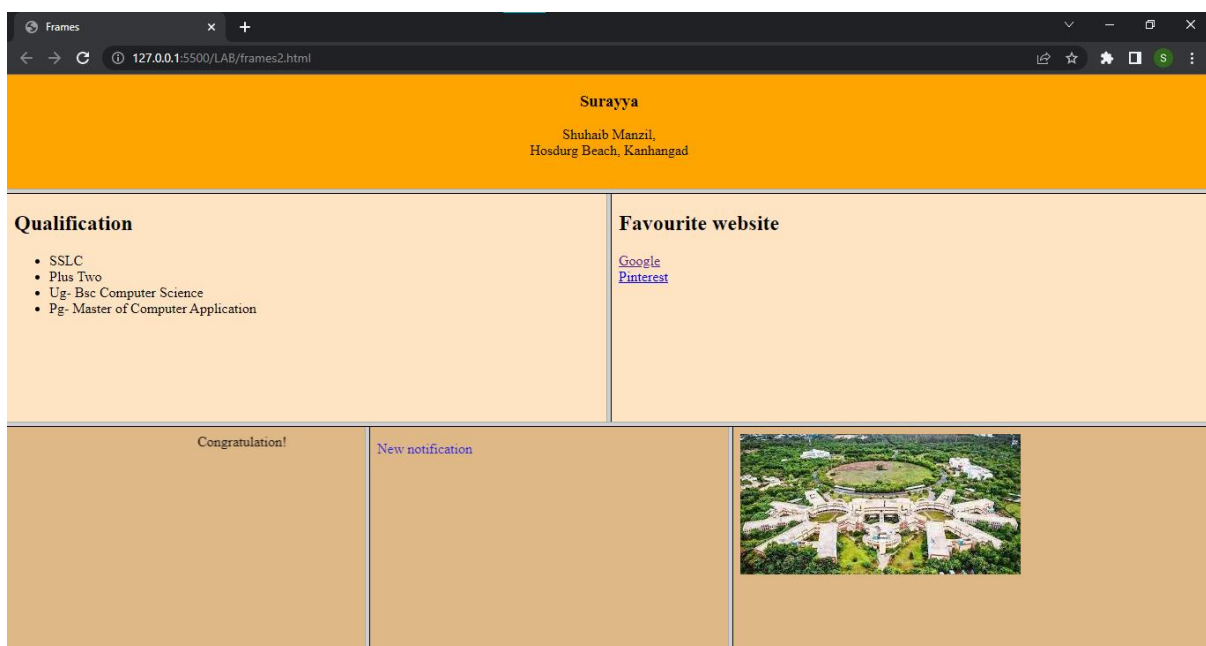 Frames
127.0.0.1:5500/LAB/frames2.html
S
Surayya
Shuhaib Manzil,
Hosdurg Beach, Kanhangad
Qualification
SSLC
Plus Two
Ug- Bsc Computer Science
Pg- Master of Computer Application
Favourite website
Google
Pinterest
Congratulation!
New notification